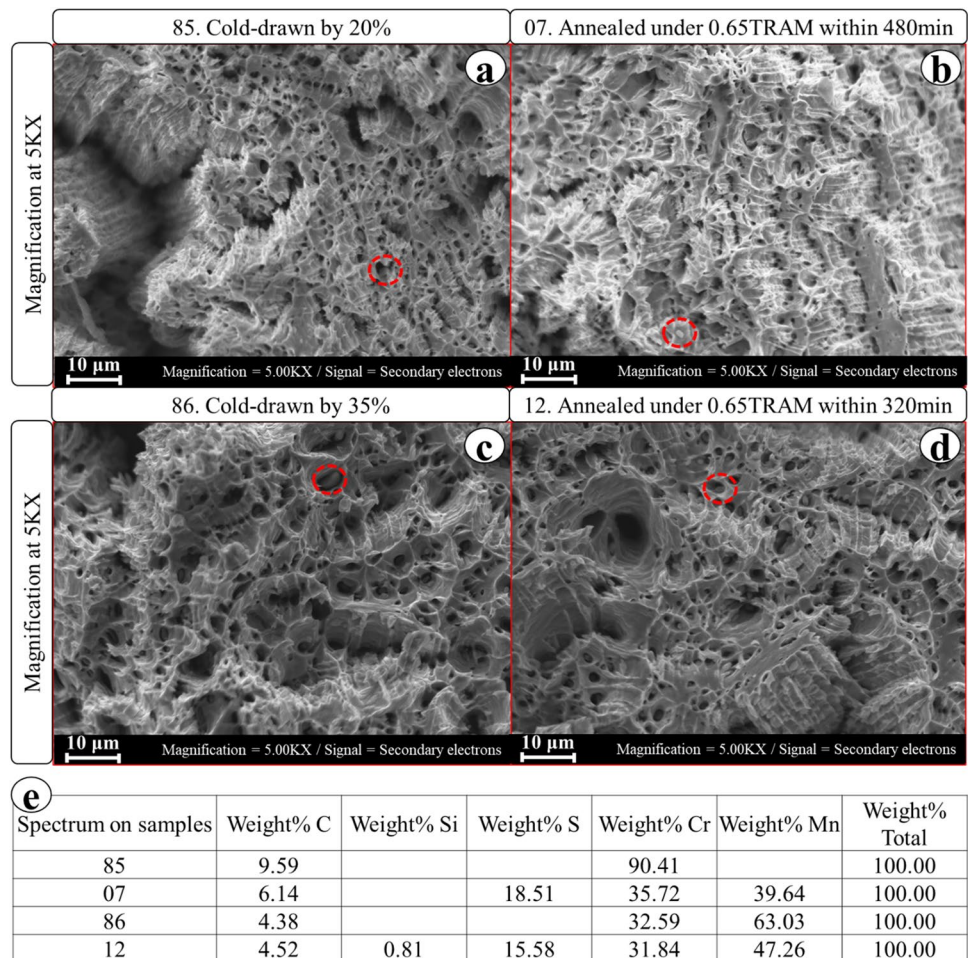 85. Cold-drawn by 20%
07. Annealed under 0.65TRAM within 480min
Magnification at 5KX
a
b
10 µm
Magnification = 5.00KX / Signal = Secondary electrons
10 µm
Magnification = 5.00KX / Signal = Secondary electrons
86. Cold-drawn by 35%
12. Annealed under 0.65TRAM within 320min
Magnification at 5KX
c
d
10 µm
Magnification = 5.00KX / Signal = Secondary electrons
10 µm
Magnification = 5.00KX / Signal = Secondary electrons
e
Spectrum on samples Weight% C Weight% Si Weight% S Weight% Cr Weight% Mn Weight% Total
85 9.59 90.41 100.00
07 6.14 18.51 35.72 39.64 100.00
86 4.38 32.59 63.03 100.00
12 4.52 0.81 15.58 31.84 47.26 100.00